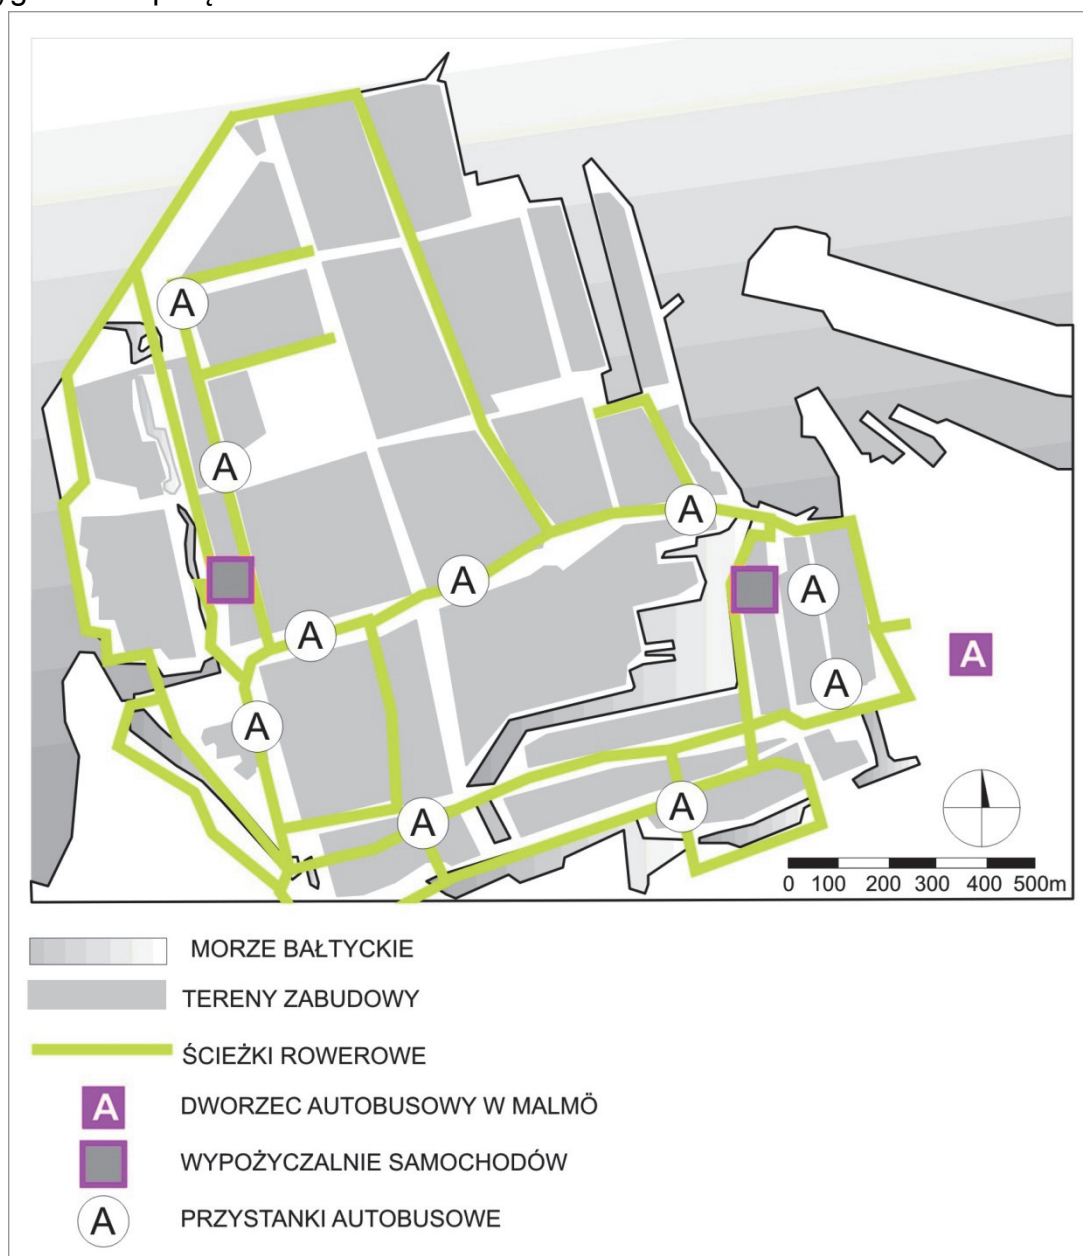 A
A
A
A
A
A
A
A
A
A
A
A
0 100 200 300 400 500m
MORZE BAŁTYCKIE
TERENY ZABUDOWY
ŚCIEŻKI ROWEROWE
A DWORZEC AUTOBUSOWY W MALMÖ
WYPOŻYCZALNIE SAMOCHODÓW
A PRZYSTANKI AUTOBUSOWE